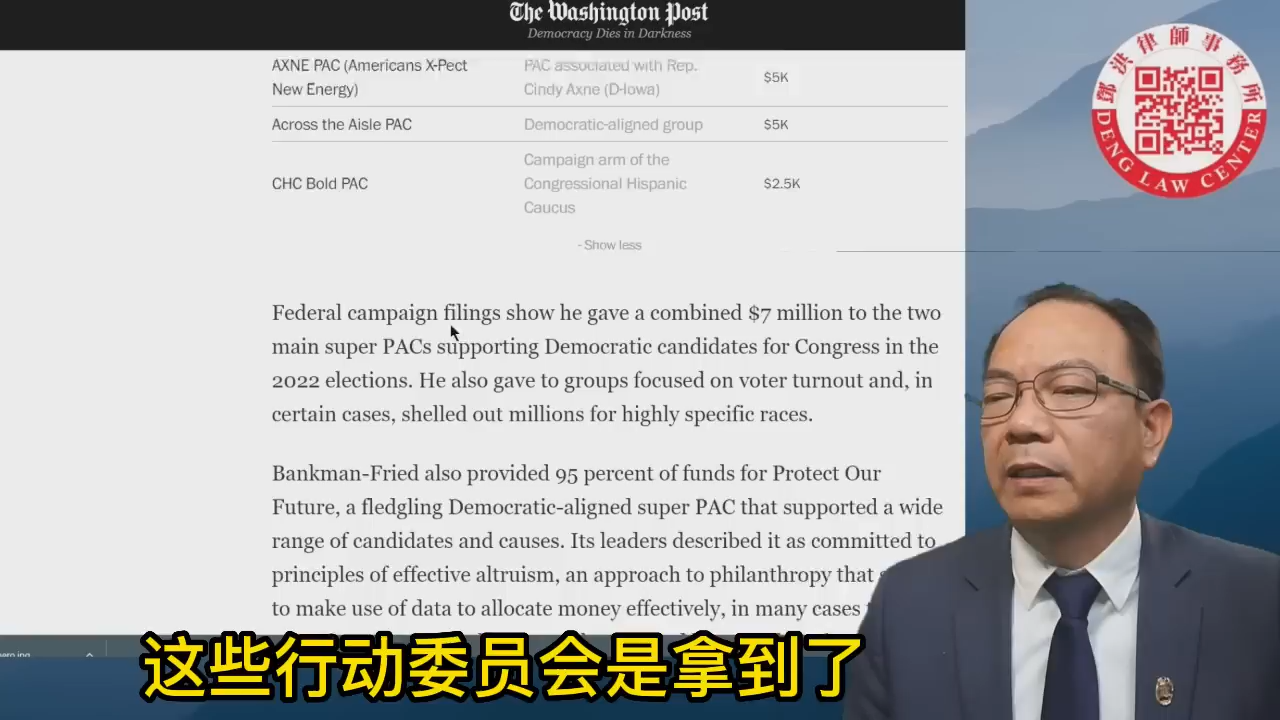 The Washington Post
Democracy Dies in Darkness
AXNE PAC (Americans X-Pect
New Energy)
PAC associated with Rep.
Cindy Axne (D-Iowa)
$5K
Across the Aisle PAC
Democratic-aligned group
$5K
CHC Bold PAC
Campaign arm of the
Congressional Hispanic
Caucus
$2.5K
- Show less
Federal campaign filings show he gave a combined $7 million to the two
main super PACs supporting Democratic candidates for Congress in the
2022 elections. He also gave to groups focused on voter turnout and, in
certain cases, shelled out millions for highly specific races.
Bankman-Fried also provided 95 percent of funds for Protect Our
Future, a fledgling Democratic-aligned super PAC that supported a wide
range of candidates and causes. Its leaders described it as committed to
principles of effective altruism, an approach to philanthropy that
to make use of data to allocate money effectively, in many cases
这些行动委员会是拿到了
鄧洪律師事務所
DENG LAW CENTER